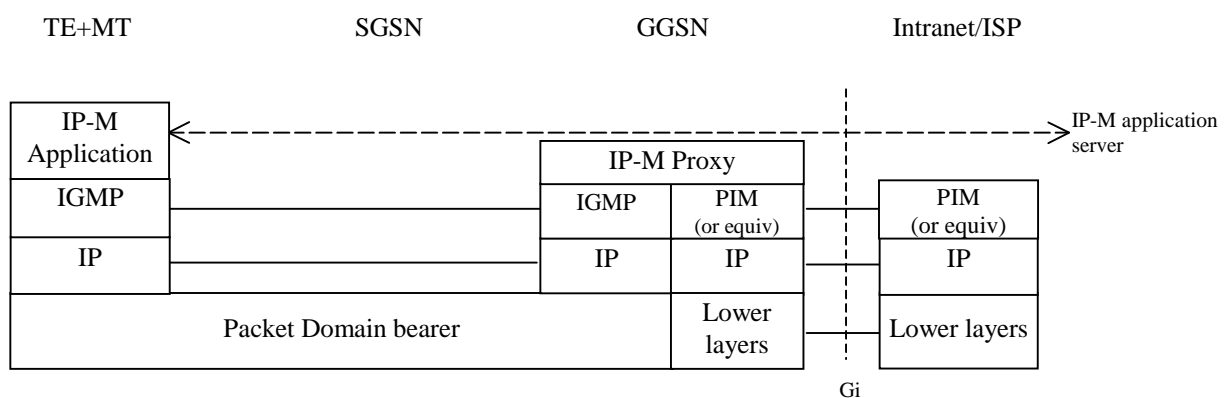 TE+MT SGSN GGSN Intranet/ISP
IP-M
Application
IP-M application
server
IP-M Proxy
IGMP IGMP PIM
(or equiv) PIM
(or equiv)
IP IP IP IP
Packet Domain bearer Lower
layers Lower layers
Gi